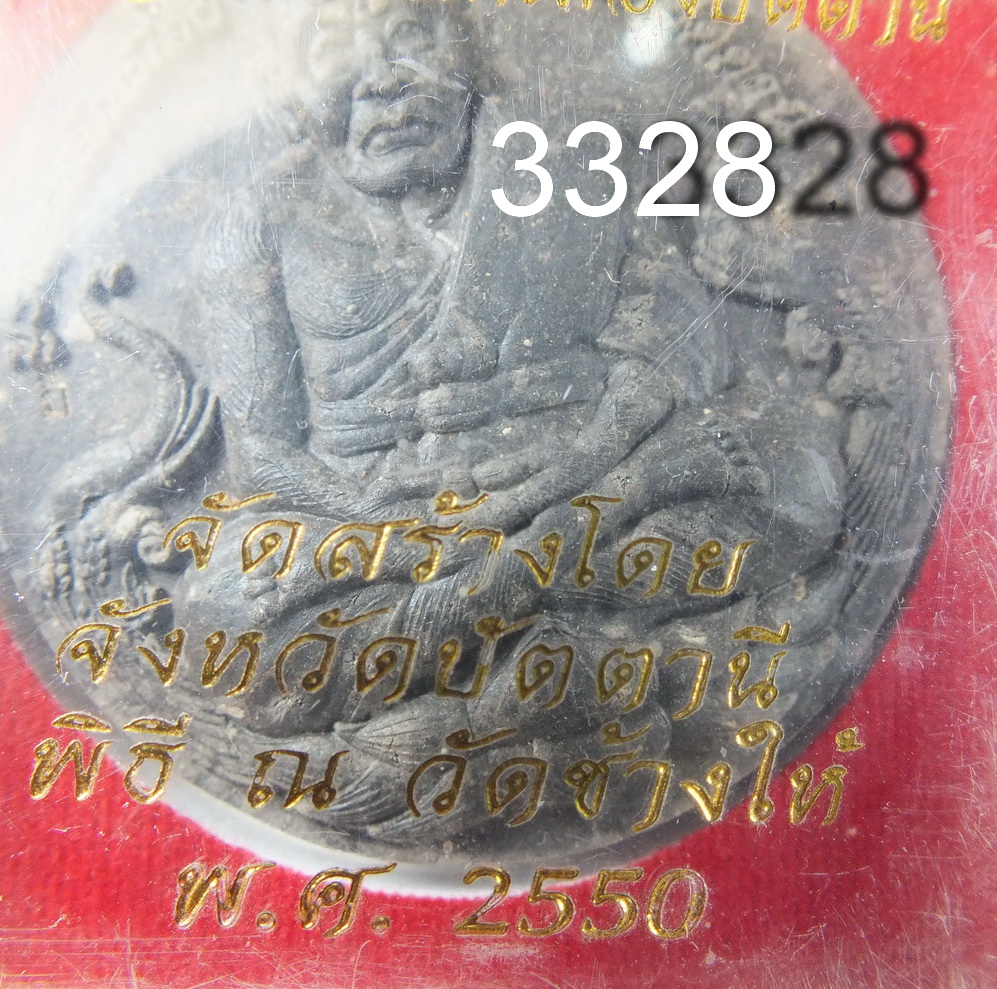 3328
จัดสร้างโดย
จังหวัดปัตตานี
พิธี ณ วัดช้างให้
พ.ศ. 2550